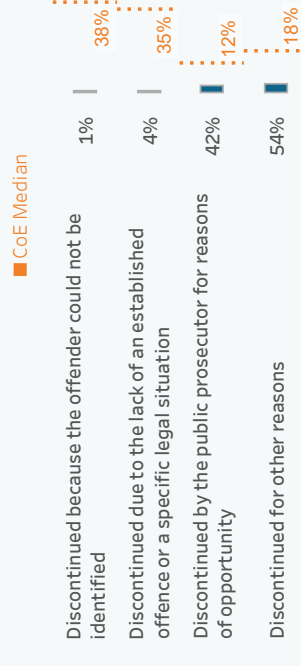 CoE Median
Discontinued because the offender could not be
identified
1%
38%
Discontinued due to the lack of an established
offence or a specific legal situation
4%
35%
Discontinued by the public prosecutor for reasons
of opportunity
42%
12%
Discontinued for other reasons
54%
18%